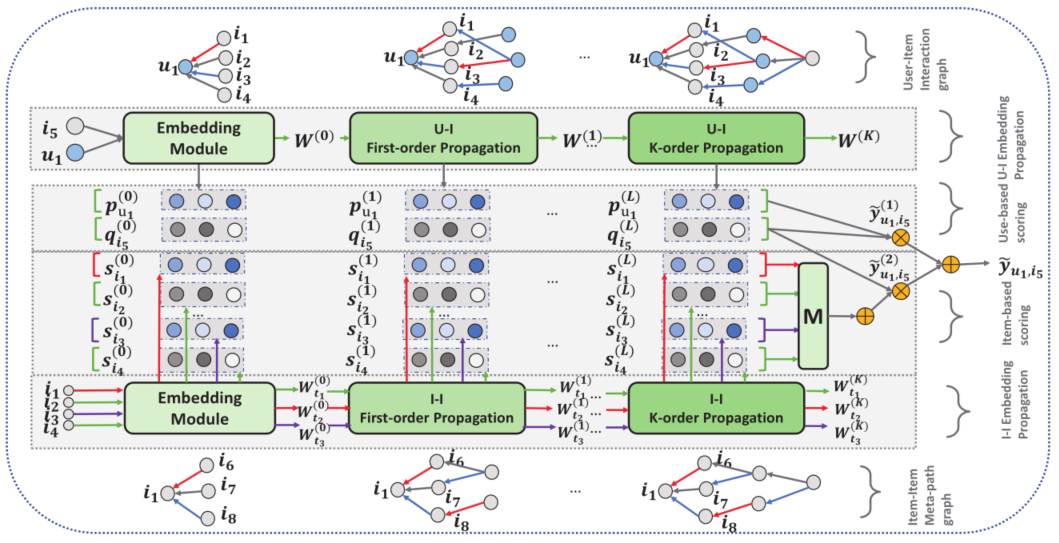 i_1
i_2
i_3
i_4
u_1
i_1
i_2
i_3
i_4
u_1
...
i_1
i_2
i_3
i_4
u_1
User-Item
Interaction
graph
i_5
u_1
Embedding
Module
W^{(0)}
U-I
First-order Propagation
W^{(1)}
...
U-I
K-order Propagation
W^{(K)}
U-I Embedding
Propagation
p_{u_1}^{(0)}
q_{i_5}^{(0)}
p_{u_1}^{(1)}
q_{i_5}^{(1)}
...
p_{u_1}^{(L)}
q_{i_5}^{(L)}
ỹ_{u_1,i_5}^{(1)}
Use-based
scoring
s_{i_1}^{(0)}
s_{i_2}^{(0)}
...
s_{i_3}^{(0)}
s_{i_4}^{(0)}
s_{i_1}^{(1)}
s_{i_2}^{(1)}
s_{i_3}^{(1)}
s_{i_4}^{(1)}
...
...
...
s_{i_1}^{(L)}
s_{i_2}^{(L)}
...
s_{i_3}^{(L)}
s_{i_4}^{(L)}
M
ỹ_{u_1,i_5}^{(2)}
ỹ_{u_1,i_5}
Item-based
scoring
i_1
i_2
i_3
i_4
Embedding
Module
W_{t_1}^{(0)}
W_{t_2}^{(0)}
W_{t_3}^{(0)}
I-I
First-order Propagation
W_{t_1}^{(1)}...
W_{t_2}^{(1)}...
W_{t_3}^{(1)}...
I-I
K-order Propagation
W_{t_1}^{(K)}
W_{t_2}^{(K)}
W_{t_3}^{(K)}
I-I Embedding
Propagation
i_6
i_7
i_8
i_1
i_6
i_7
i_8
i_1
...
i_6
i_7
i_8
i_1
Item-Item
Meta-path
graph